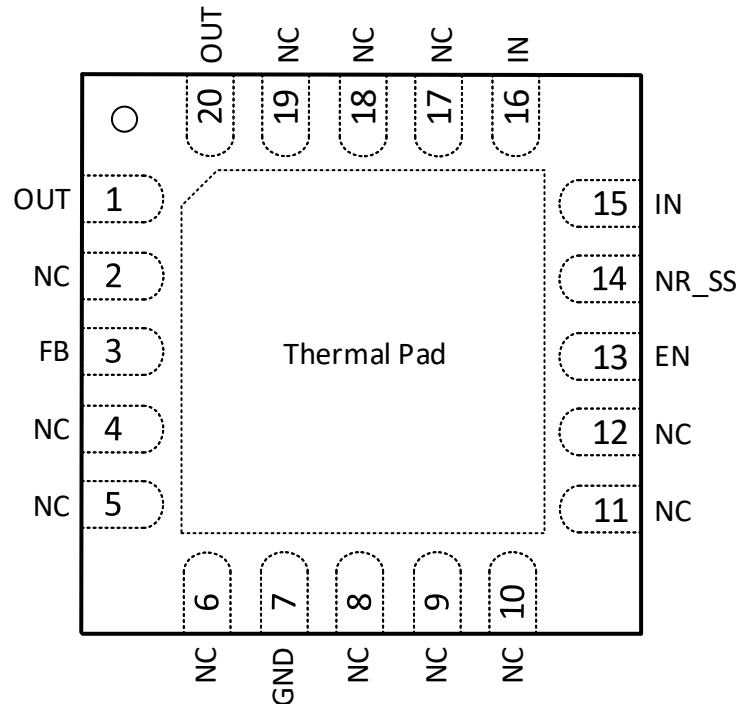 OUT NC NC NC IN
20 19 18 17 16
OUT 1 15 IN
NC 2 14 NR_SS
FB 3 Thermal Pad 13 EN
NC 4 12 NC
NC 5 11 NC
6 7 8 9 10
NC GND NC NC NC